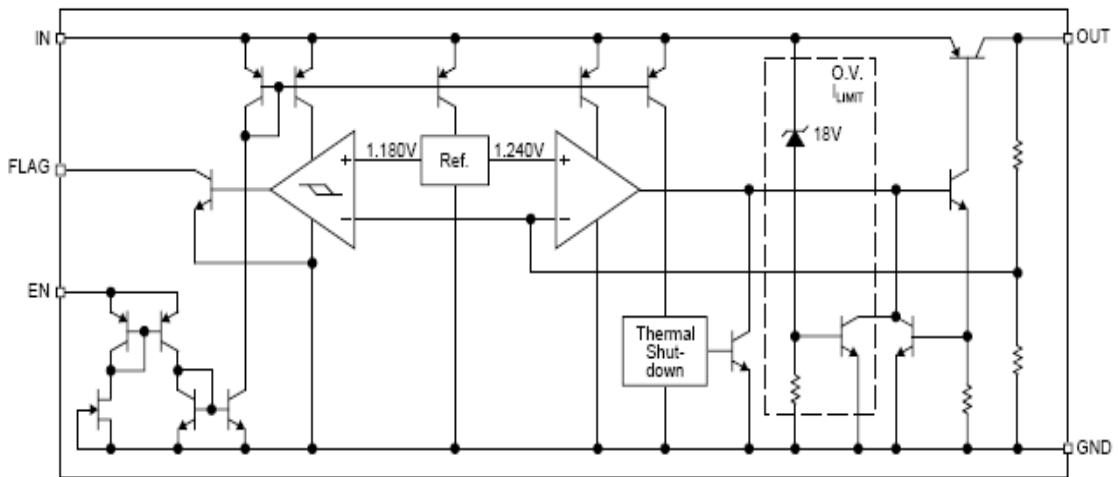 IN
OUT
O.V.
ILIMIT
18V
FLAG
1.180V
Ref.
1.240V
+
+
−
−
EN
Thermal
Shut-
down
GND